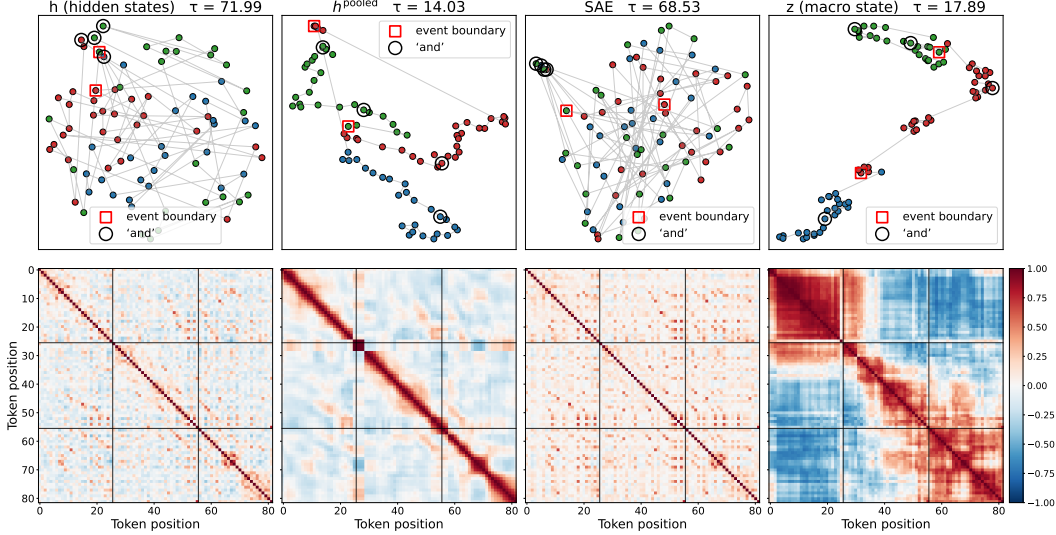 h (hidden states) τ = 71.99
h^pooled τ = 14.03
SAE τ = 68.53
z (macro state) τ = 17.89
event boundary
'and'
event boundary
'and'
event boundary
'and'
event boundary
'and'
Token position
0
10
20
30
40
50
60
70
80
0 20 40 60 80
Token position
0 20 40 60 80
Token position
0 20 40 60 80
Token position
0 20 40 60 80
Token position
1.00
0.75
0.50
0.25
0.00
−0.25
−0.50
−0.75
−1.00